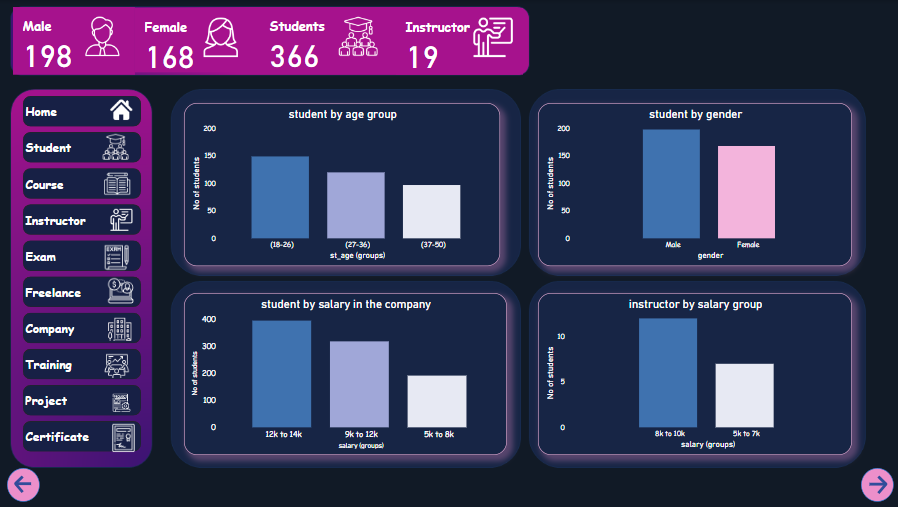 Male
198
Female
168
Students
366
Instructor
19
Home
Student
Course
Instructor
Exam
EXAM
Freelance
Company
Training
Project
Certificate
student by age group
No of students
200
150
100
50
0
(18-26) (27-36) (37-50)
st_age (groups)
student by gender
No of students
200
150
100
50
0
Male Female
gender
student by salary in the company
No of students
400
300
200
100
0
12k to 14k 9k to 12k 5k to 8k
salary (groups)
instructor by salary group
No of students
10
5
0
8k to 10k 5k to 7k
salary (groups)